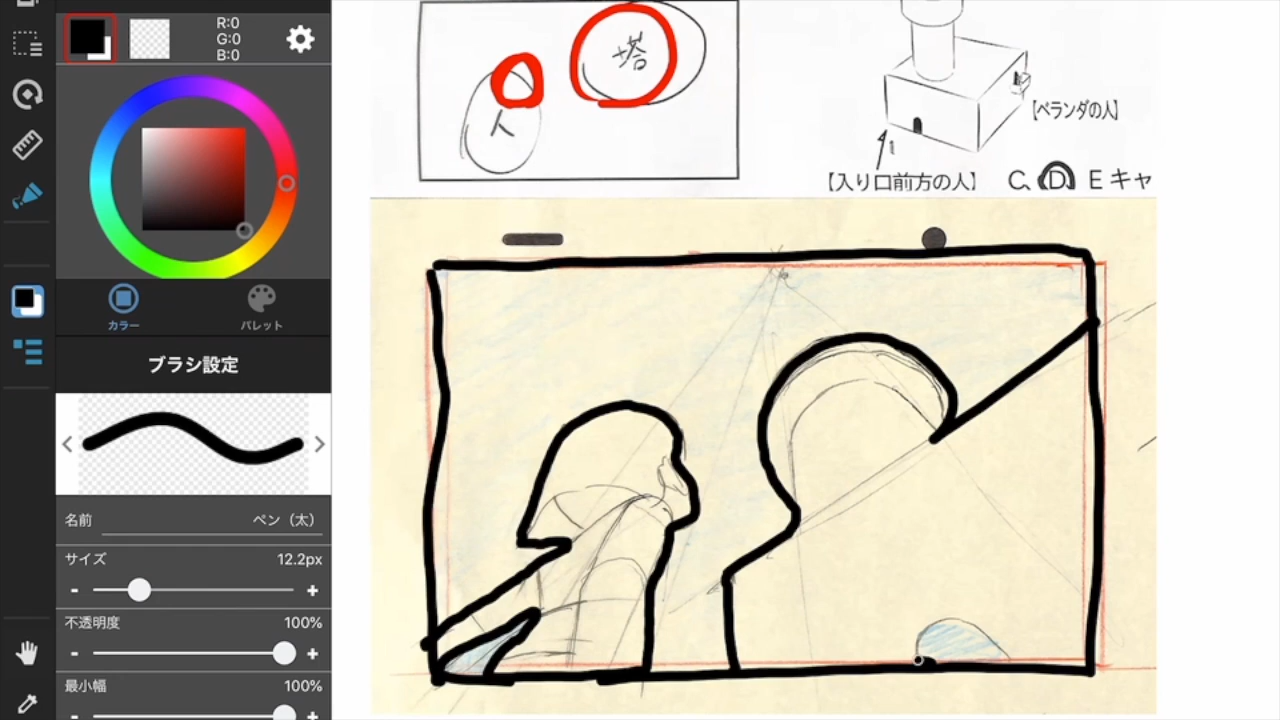 R:0
G:0
B:0
カラー
パレット
ブラシ設定
名前 ペン（太）
サイズ 12.2px
- +
不透明度 100%
- +
最小幅 100%
- +
人
塔
【ベランダの人】
【入り口前方の人】 C、D、Eキャ